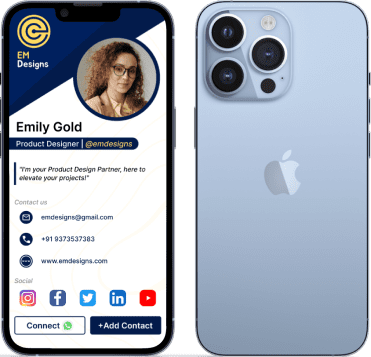 EM
Designs
Emily Gold
Product Designer | @emdesigns
"I'm your Product Design Partner, here to
elevate your projects!"
Contact us
emdesigns@gmail.com
+91 9373537383
www.emdesigns.com
Social
Connect
+Add Contact